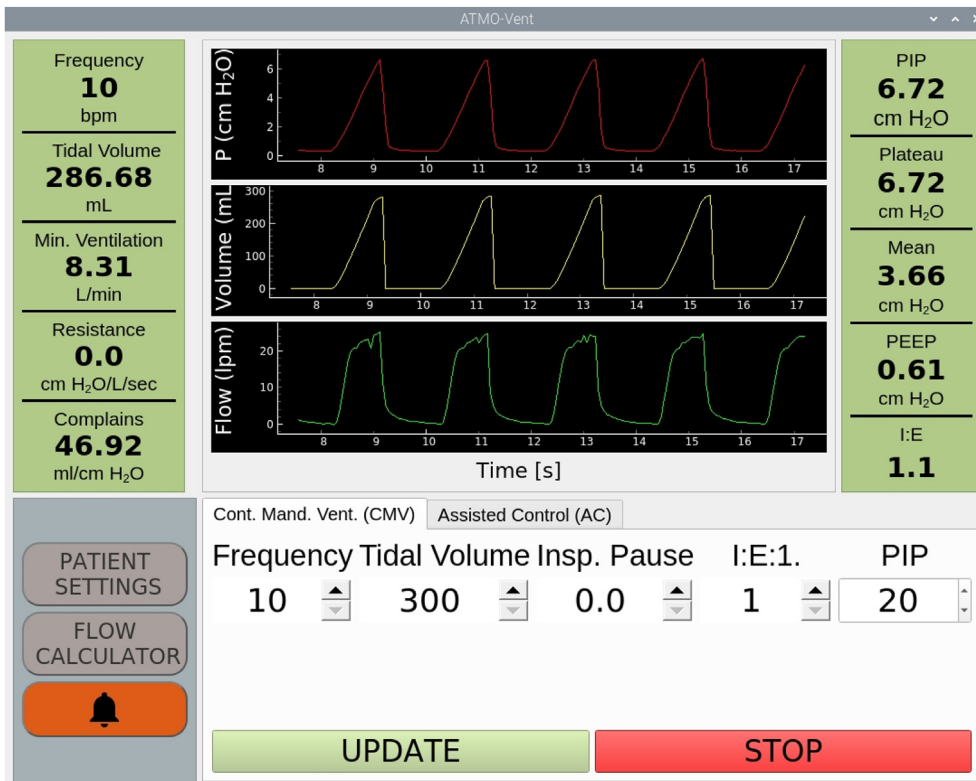 ATMO-Vent
Frequency
10
bpm
Tidal Volume
286.68
mL
Min. Ventilation
8.31
L/min
Resistance
0.0
cm H₂O/L/sec
Complains
46.92
ml/cm H₂O
P (cm H₂O)
6
4
2
0
8 9 10 11 12 13 14 15 16 17
Volume (mL
300
200
100
0
8 9 10 11 12 13 14 15 16 17
Flow (lpm)
20
10
0
8 9 10 11 12 13 14 15 16 17
Time [s]
PIP
6.72
cm H₂O
Plateau
6.72
cm H₂O
Mean
3.66
cm H₂O
PEEP
0.61
cm H₂O
I:E
1.1
PATIENT
SETTINGS
FLOW
CALCULATOR
Cont. Mand. Vent. (CMV) Assisted Control (AC)
Frequency Tidal Volume Insp. Pause I:E:1. PIP
10 300 0.0 1 20
UPDATE STOP